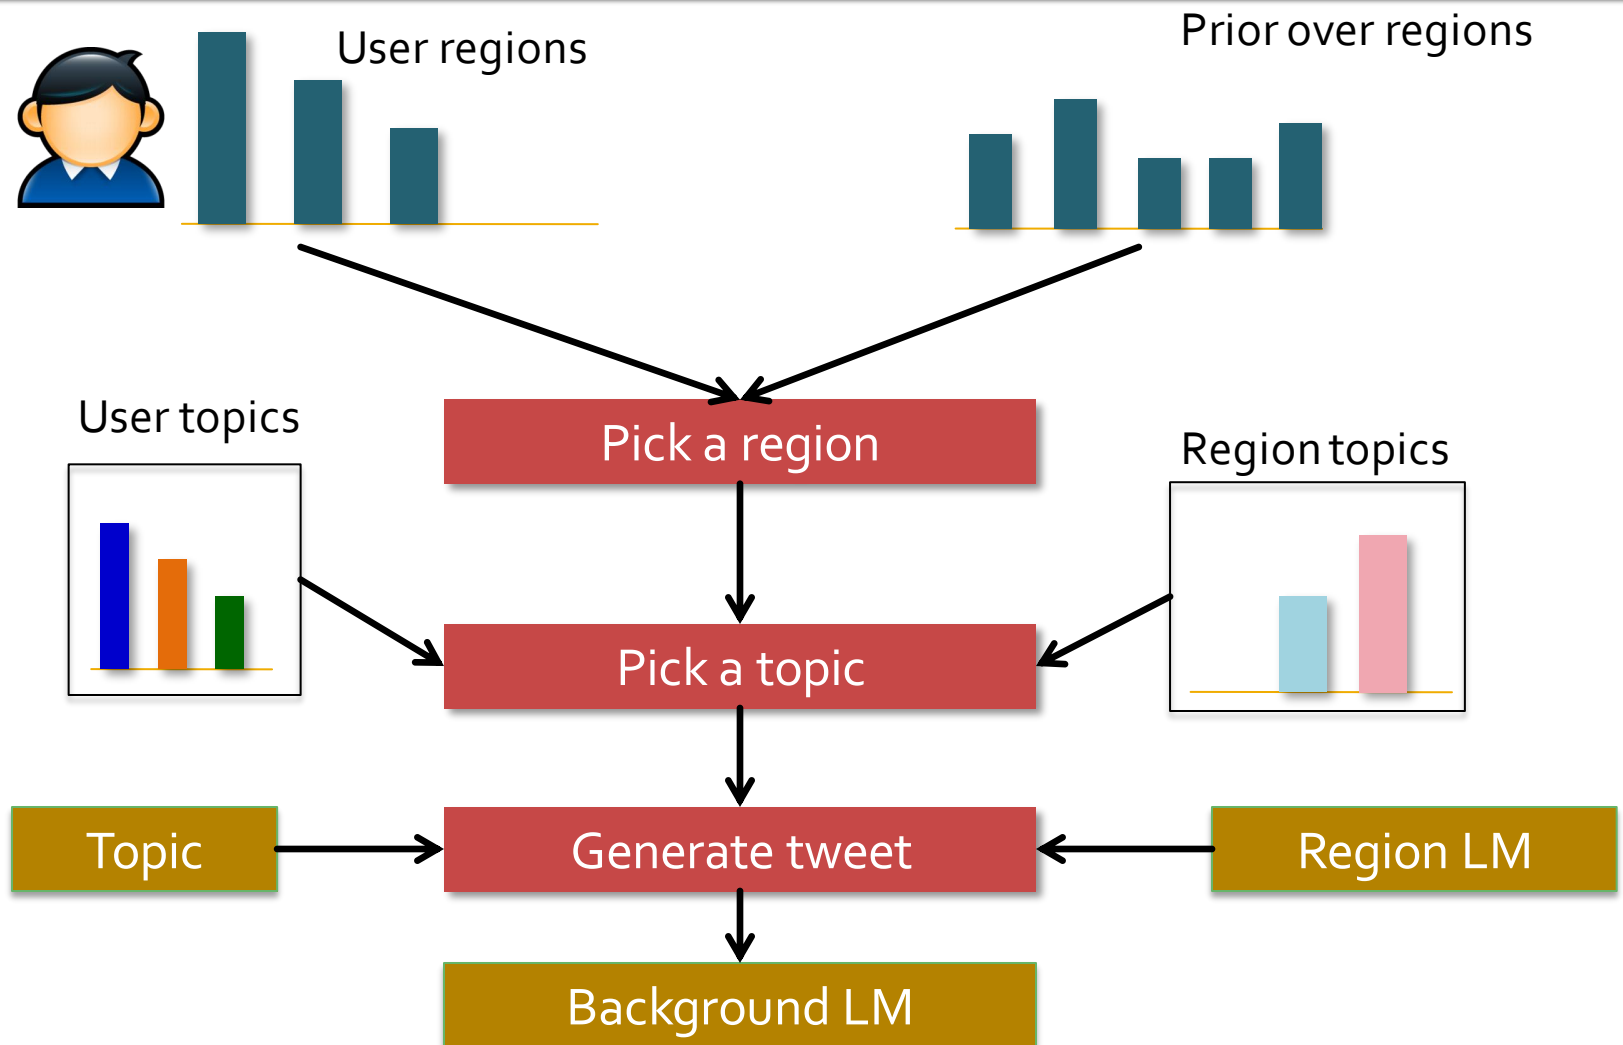 User regions
Prior over regions
User topics
Pick a region
Region topics
Pick a topic
Topic
Generate tweet
Region LM
Background LM